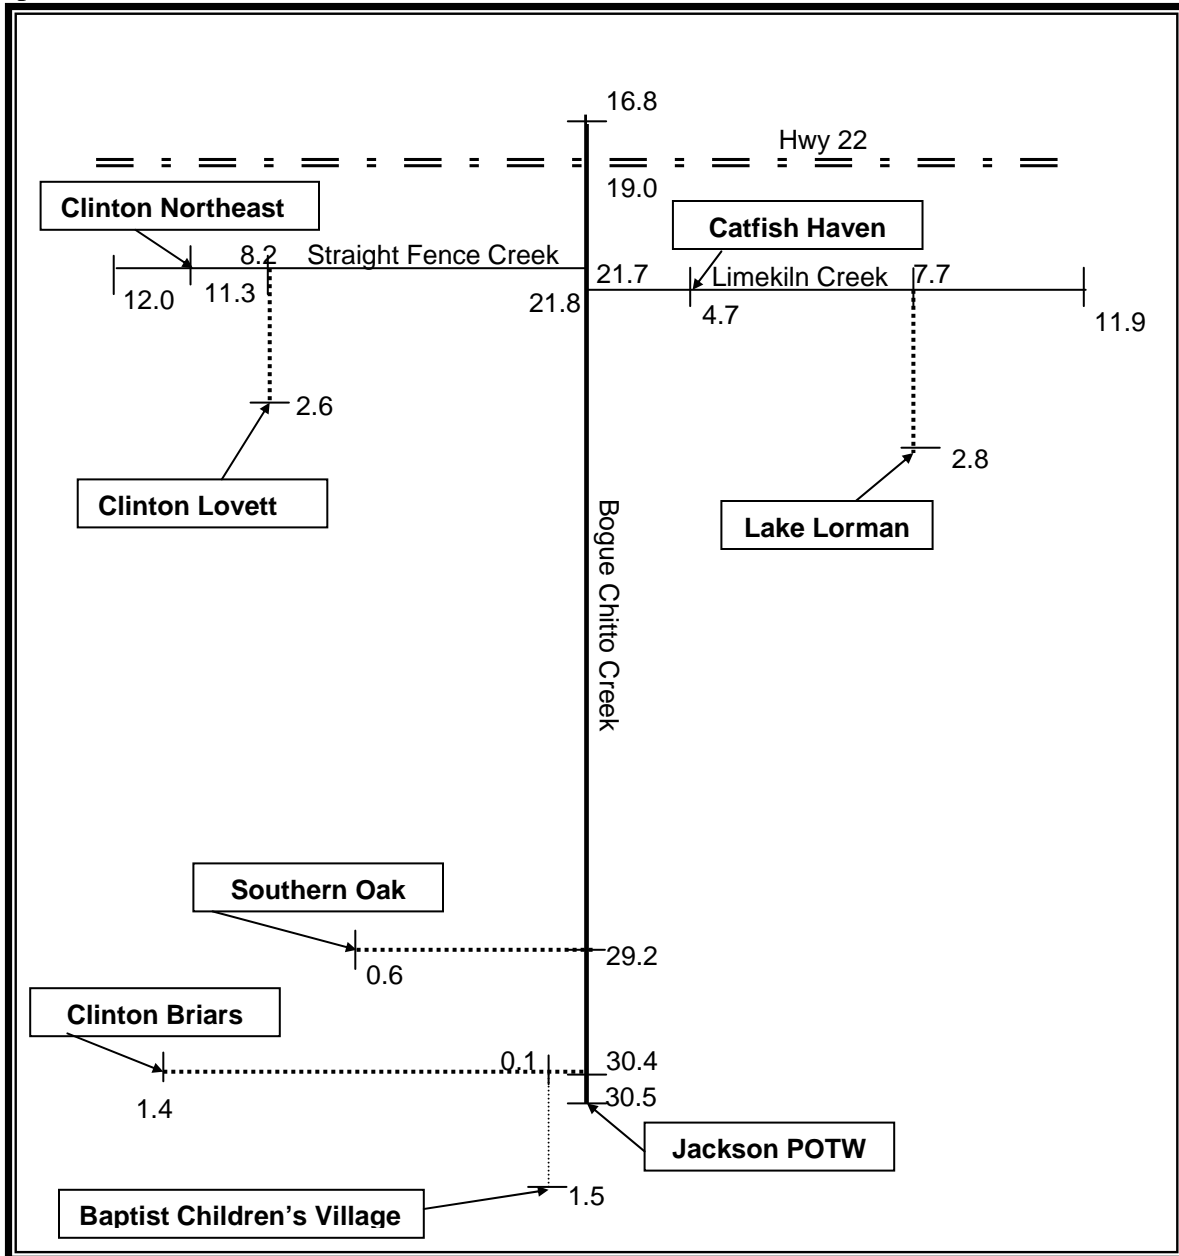 16.8
Hwy 22
19.0
Clinton Northeast
Catfish Haven
8.2
Straight Fence Creek
21.7
Limekiln Creek
7.7
12.0
11.3
21.8
4.7
11.9
2.6
2.8
Clinton Lovett
Lake Lorman
Bogue Chitto Creek
Southern Oak
29.2
0.6
Clinton Briars
0.1
30.4
30.5
1.4
Jackson POTW
1.5
Baptist Children's Village